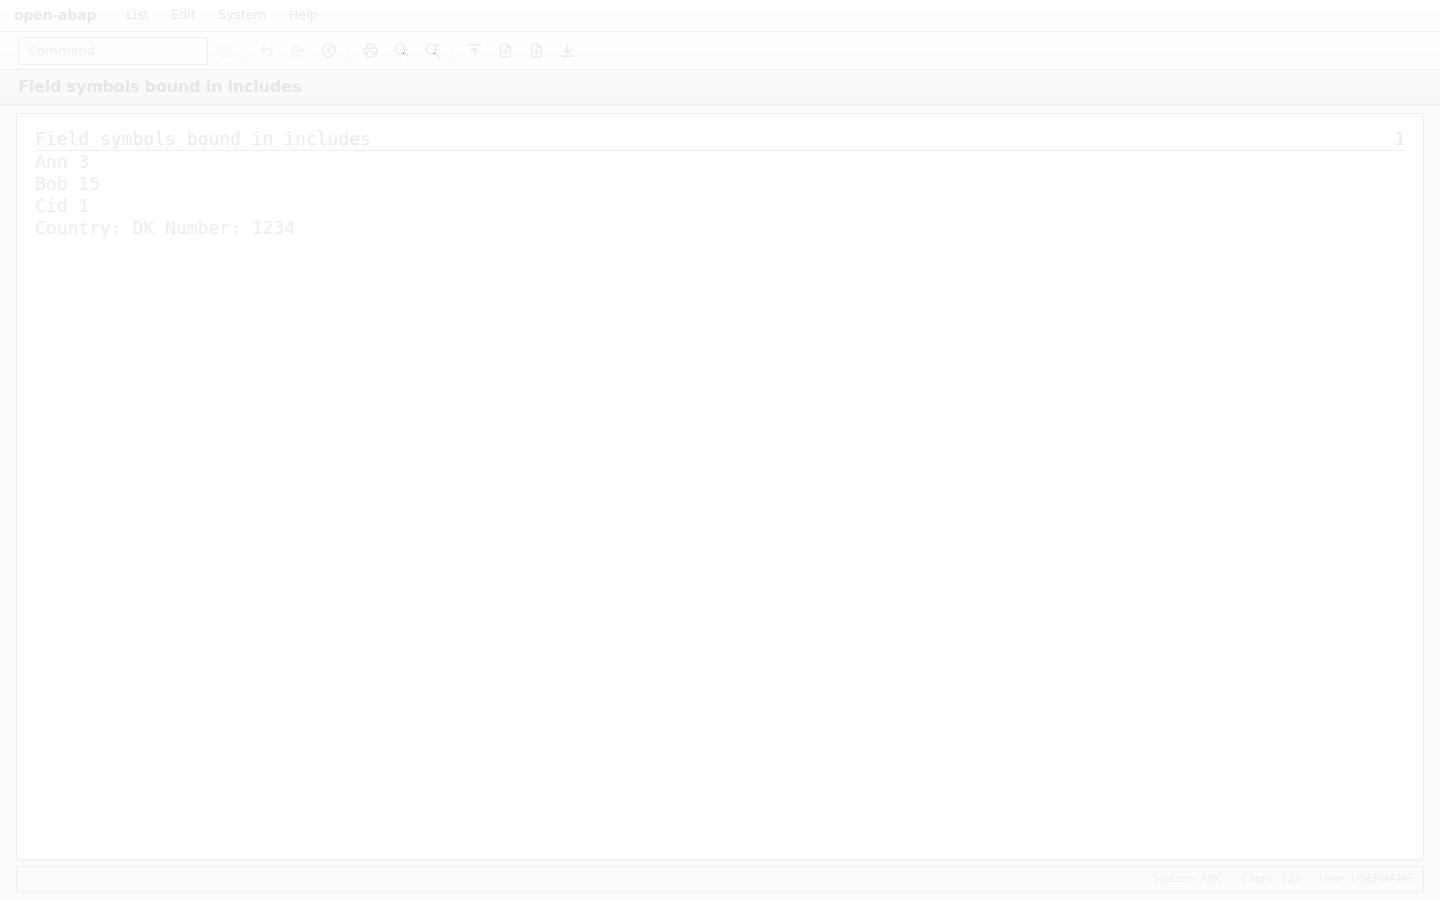 open-abap List Edit System Help
Command
Field symbols bound in includes
Field symbols bound in includes 1
Ann 3
Bob 15
Cid 1
Country: DK Number: 1234
System: ABC Client: 123 User: USERNAME